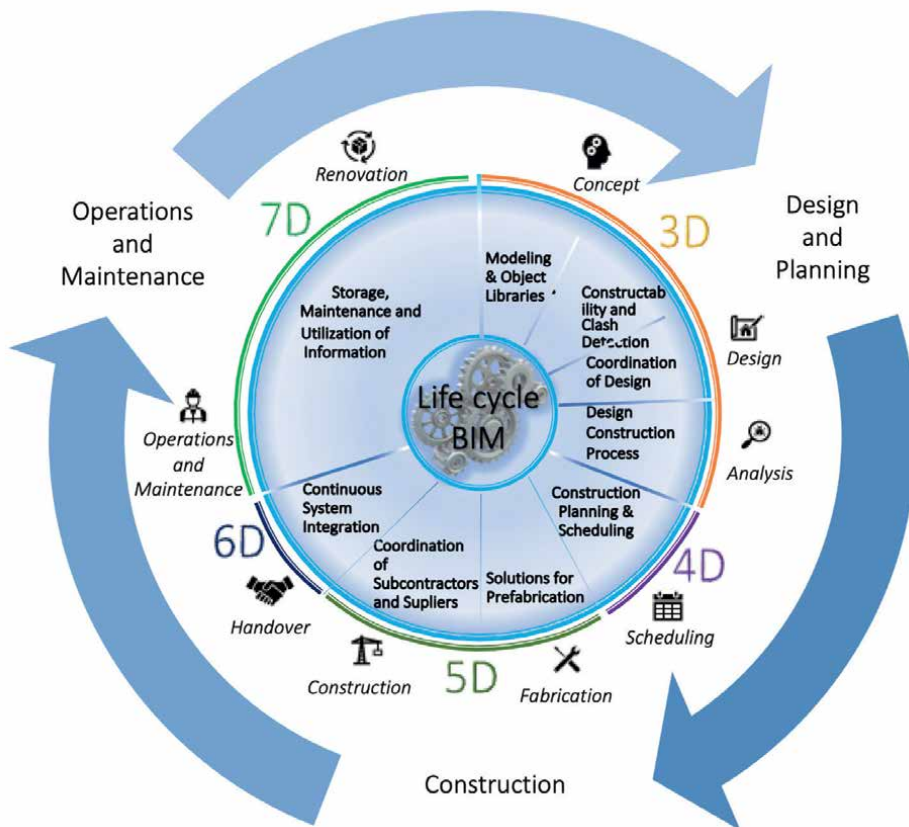 Renovation
Concept
Operations
and
Maintenance
7D
3D
Design
and
Planning
Modeling
& Object
Libraries
Storage,
Maintenance and
Utilization of
Information
Constructab
ility and
Clash
Detection
Coordination
of Design
Design
Life cycle
BIM
Design
Construction
Process
Operations
and
Maintenance
Analysis
Continuous
System
Integration
Construction
Planning &
Scheduling
6D
4D
Coordination
of
Subcontractors
and Supliers
Solutions for
Prefabrication
Handover
Scheduling
Construction
5D
Fabrication
Construction